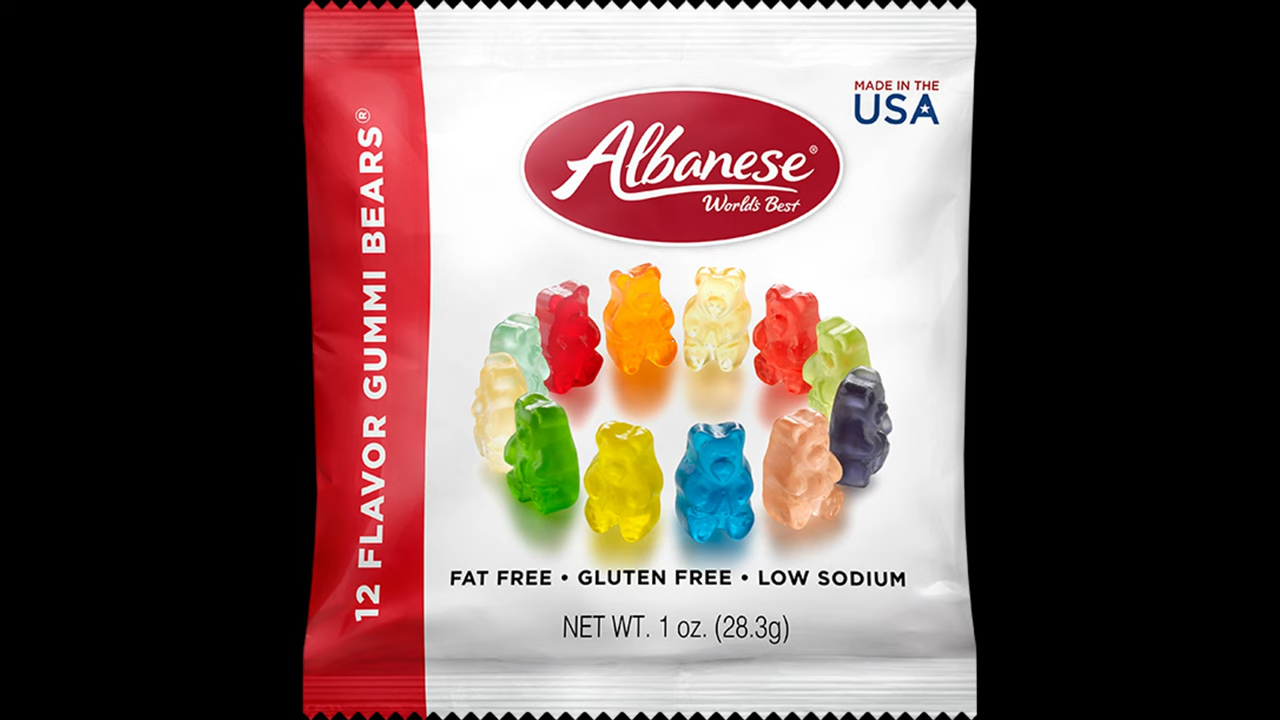 12 FLAVOR GUMMI BEARS®
MADE IN THE
USA
Albanese®
World's Best
FAT FREE • GLUTEN FREE • LOW SODIUM
NET WT. 1 oz. (28.3g)